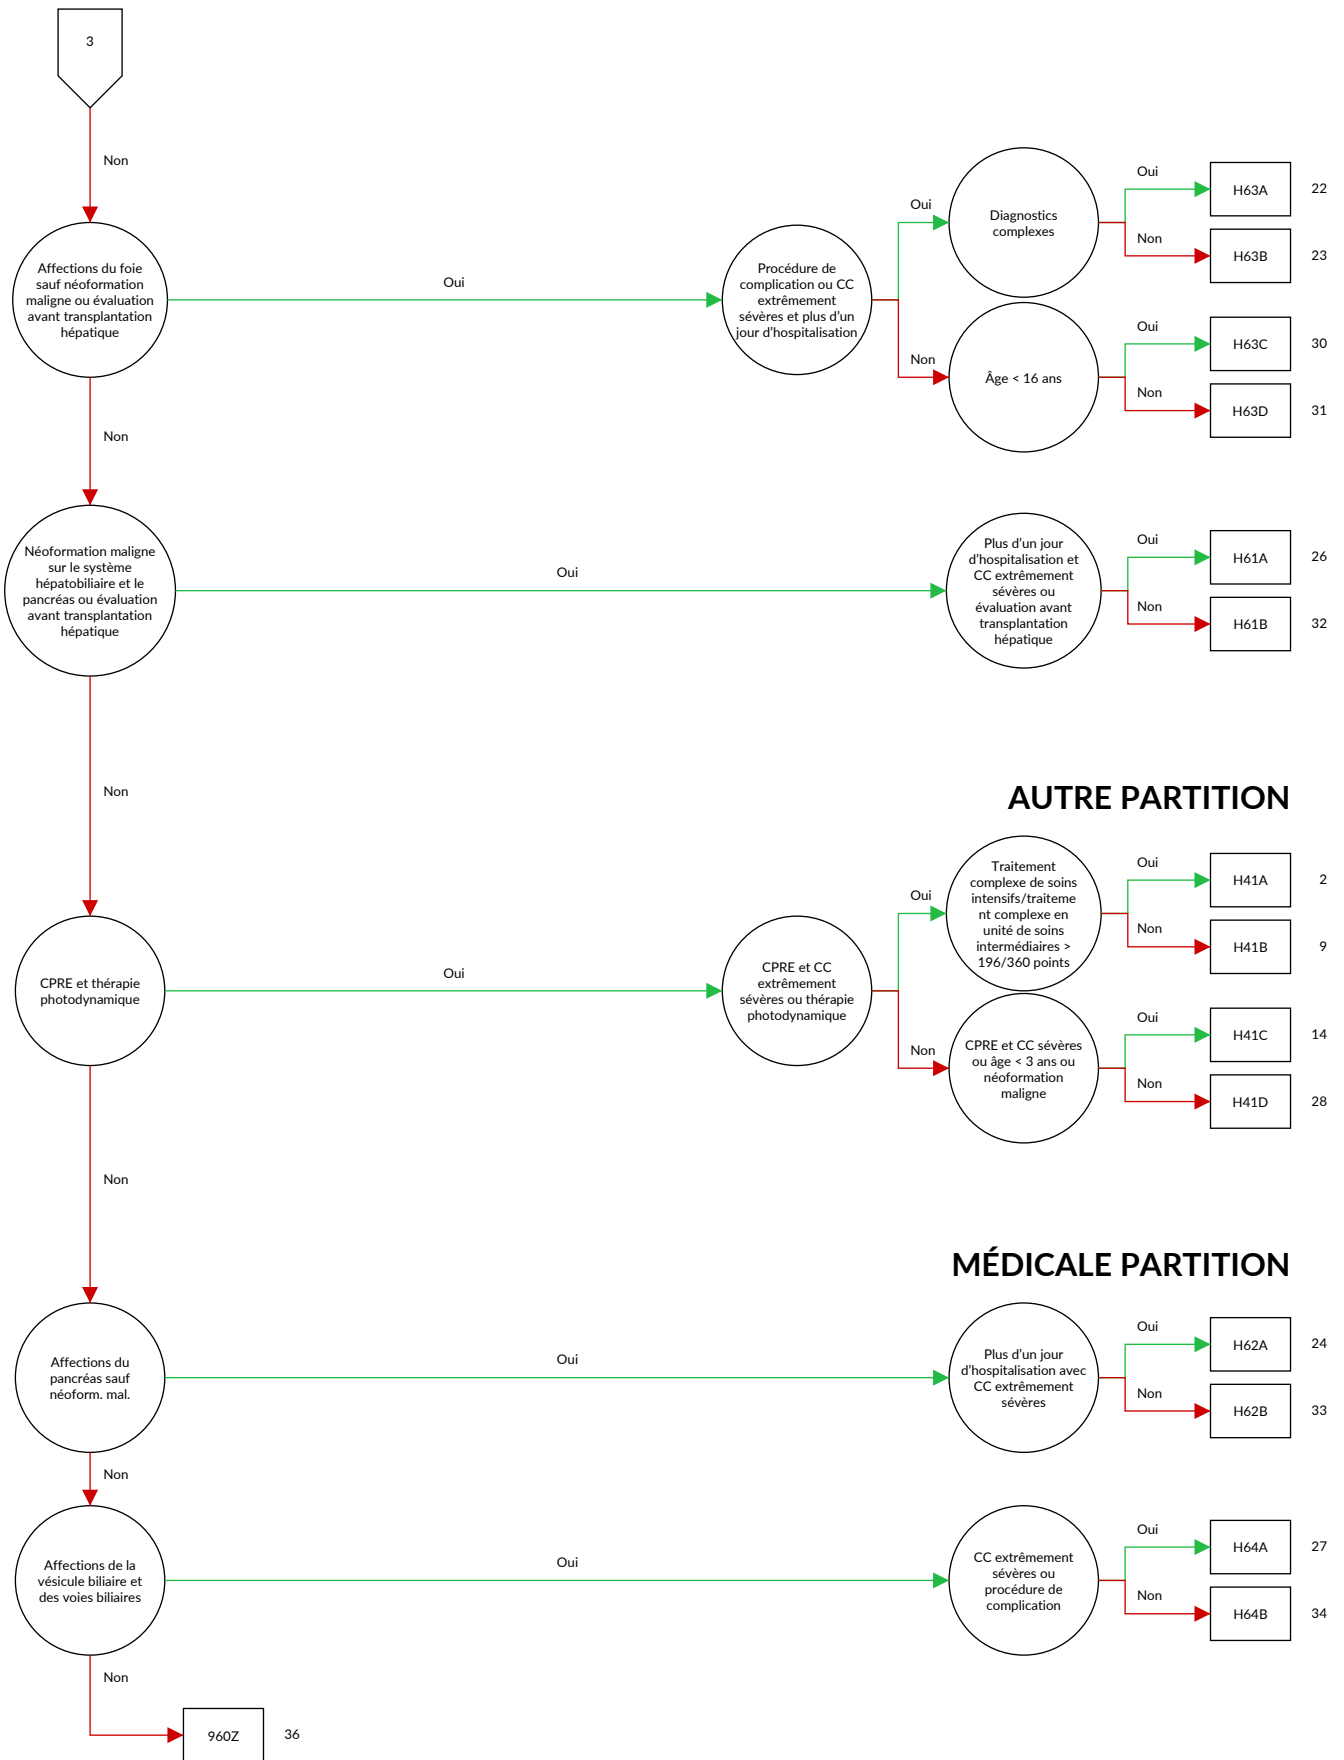 3
Non
Affections du foie
sauf néoformation
maligne ou évaluation
avant transplantation
hépatique
Oui
Procédure de
complication ou CC
extrêmement
sévères et plus d'un
jour d'hospitalisation
Oui
Diagnostics
complexes
Oui
H63A
22
Non
H63B
23
Non
Âge < 16 ans
Oui
H63C
30
Non
H63D
31
Non
Néoformation maligne
sur le système
hépatobiliaire et le
pancréas ou évaluation
avant transplantation
hépatique
Oui
Plus d'un jour
d'hospitalisation et
CC extrêmement
sévères ou
évaluation avant
transplantation
hépatique
Oui
H61A
26
Non
H61B
32
Non
AUTRE PARTITION
CPRE et thérapie
photodynamique
Oui
CPRE et CC
extrêmement
sévères ou thérapie
photodynamique
Oui
Traitement
complexe de soins
intensifs/traiteme
nt complexe en
unité de soins
intermédiaires >
196/360 points
Oui
H41A
2
Non
H41B
9
Non
CPRE et CC sévères
ou âge < 3 ans ou
néoformation
maligne
Oui
H41C
14
Non
H41D
28
Non
MÉDICALE PARTITION
Affections du
pancréas sauf
néoform. mal.
Oui
Plus d'un jour
d'hospitalisation avec
CC extrêmement
sévères
Oui
H62A
24
Non
H62B
33
Non
Affections de la
vésicule biliaire et
des voies biliaires
Oui
CC extrêmement
sévères ou
procédure de
complication
Oui
H64A
27
Non
H64B
34
Non
960Z
36